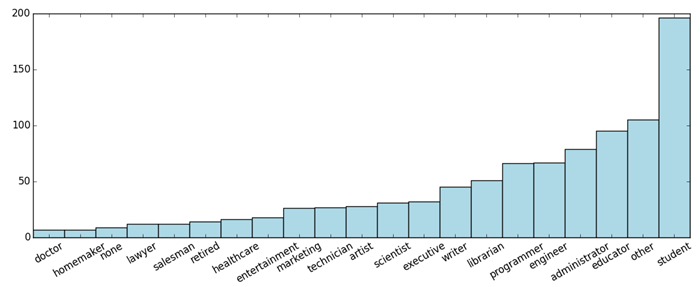 200
150
100
50
0
doctor
homemaker
none
lawyer
salesman
retired
healthcare
entertainment
marketing
technician
artist
scientist
executive
writer
librarian
programmer
engineer
administrator
educator
other
student